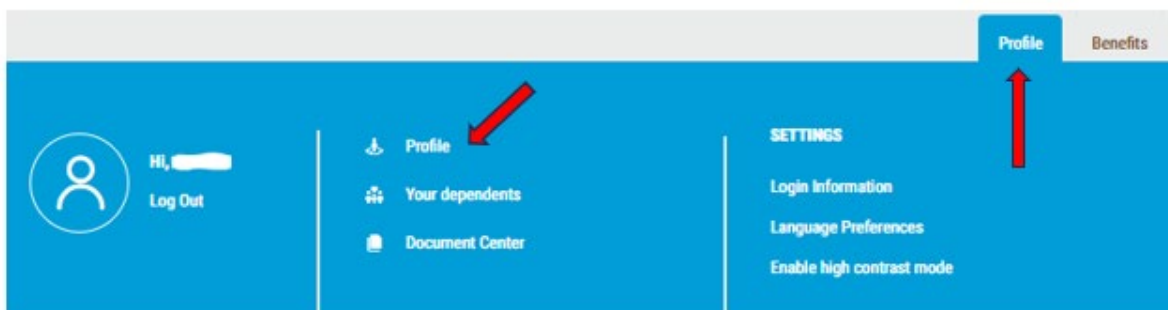 Profile
Benefits
Hi,
Log Out
Profile
Your dependents
Document Center
SETTINGS
Login Information
Language Preferences
Enable high contrast mode